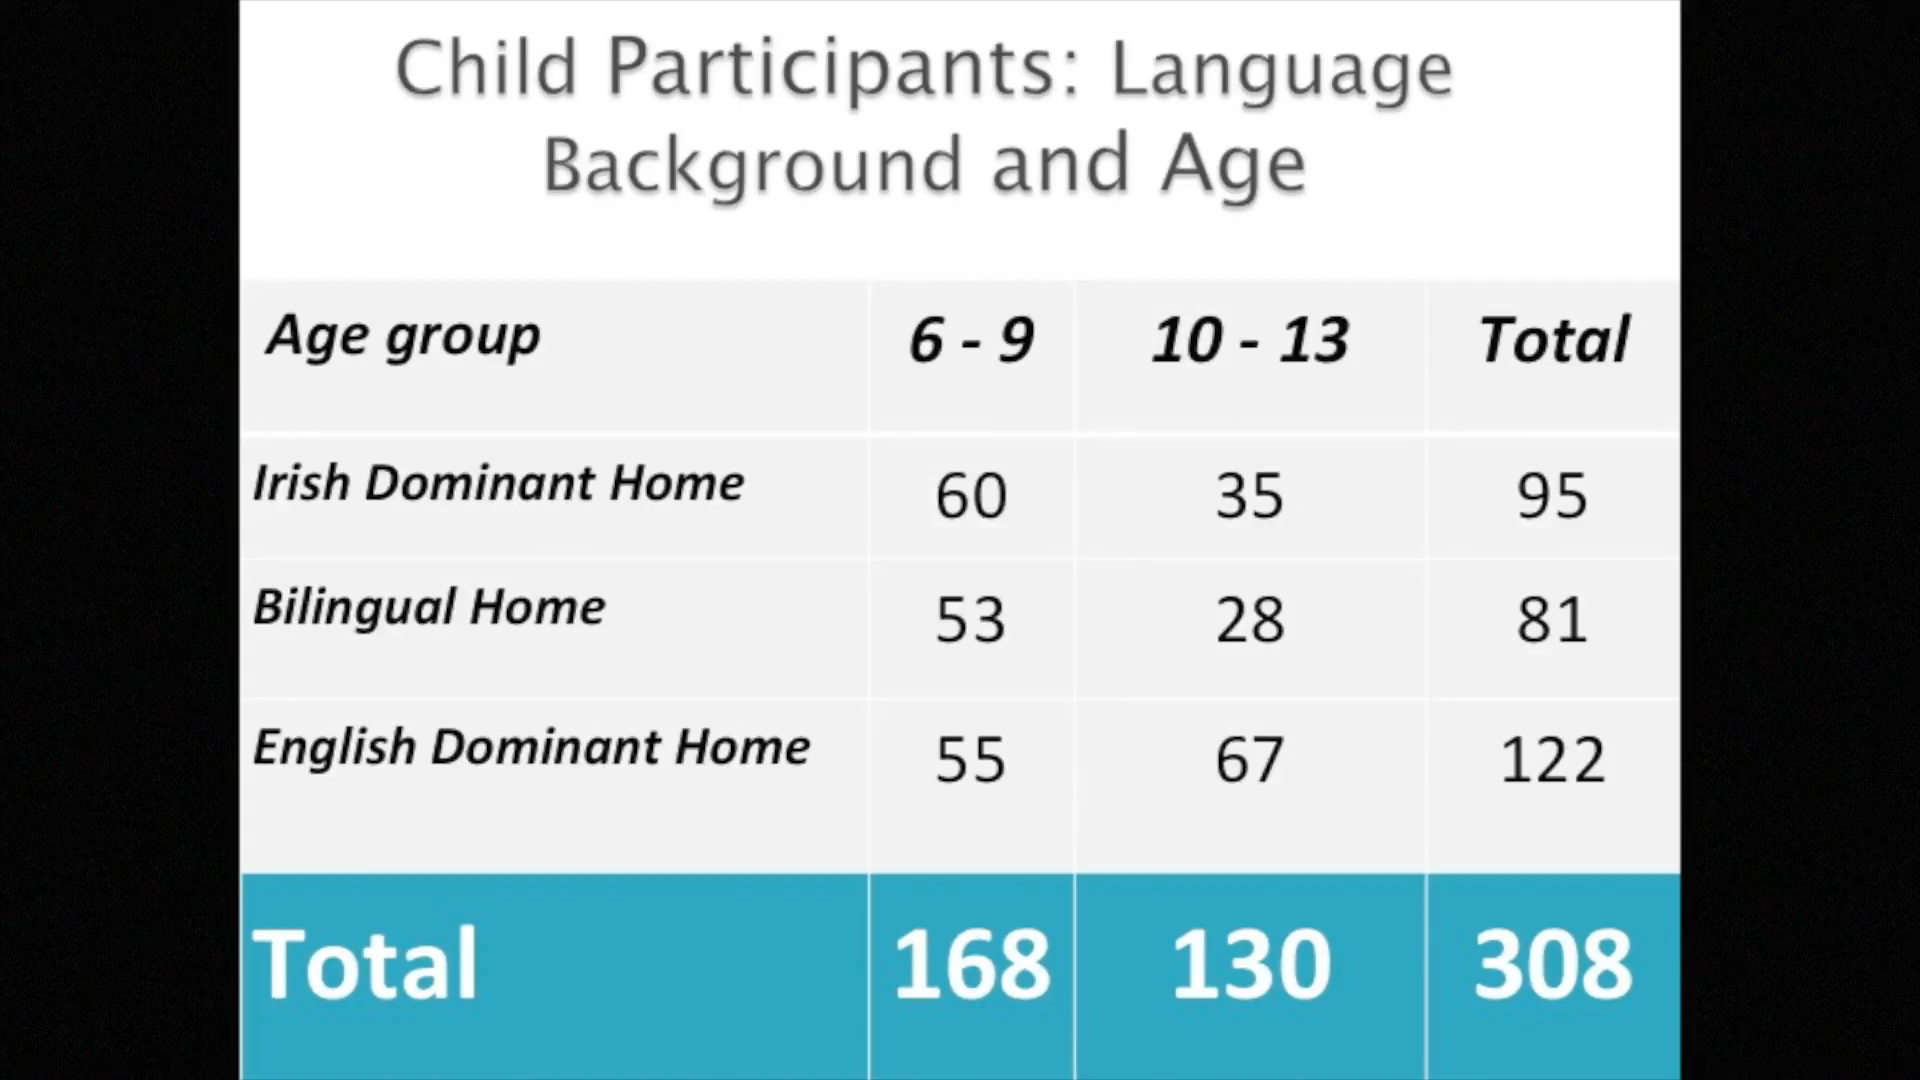 Child Participants: Language
Background and Age
Age group 6 - 9 10 - 13 Total
Irish Dominant Home 60 35 95
Bilingual Home 53 28 81
English Dominant Home 55 67 122
Total 168 130 308